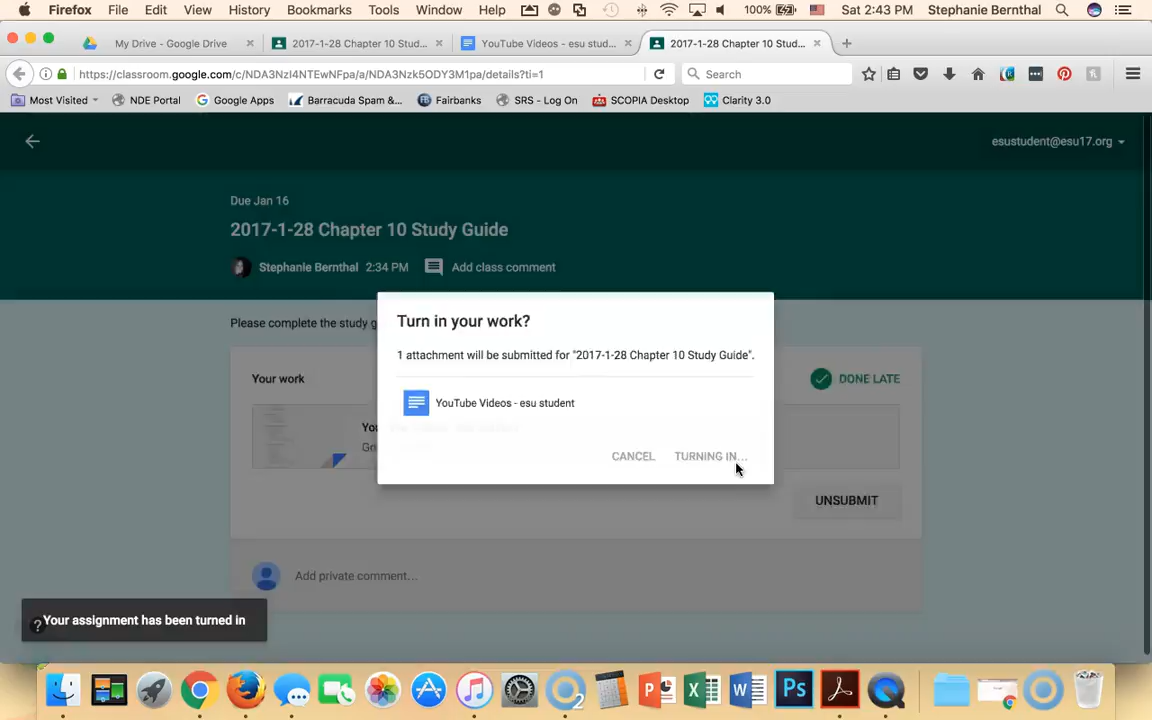 Firefox File Edit View History Bookmarks Tools Window Help 100% Sat 2:43 PM Stephanie Bernthal
My Drive - Google Drive
2017-1-28 Chapter 10 Stud...
YouTube Videos - esu stud...
2017-1-28 Chapter 10 Stud...
https://classroom.google.com/c/NDA3NzI4NTEwNFpa/a/NDA3Nzk5ODY3M1pa/details?ti=1
Search
Most Visited NDE Portal Google Apps Barracuda Spam &... Fairbanks SRS - Log On SCOPIA Desktop Clarity 3.0
esustudent@esu17.org
Due Jan 16
2017-1-28 Chapter 10 Study Guide
Stephanie Bernthal 2:34 PM Add class comment
Please complete the study g
Turn in your work?
1 attachment will be submitted for "2017-1-28 Chapter 10 Study Guide".
YouTube Videos - esu student
CANCEL TURNING IN...
Your work
DONE LATE
You
Go
UNSUBMIT
Add private comment...
? Your assignment has been turned in
2
P X W Ps